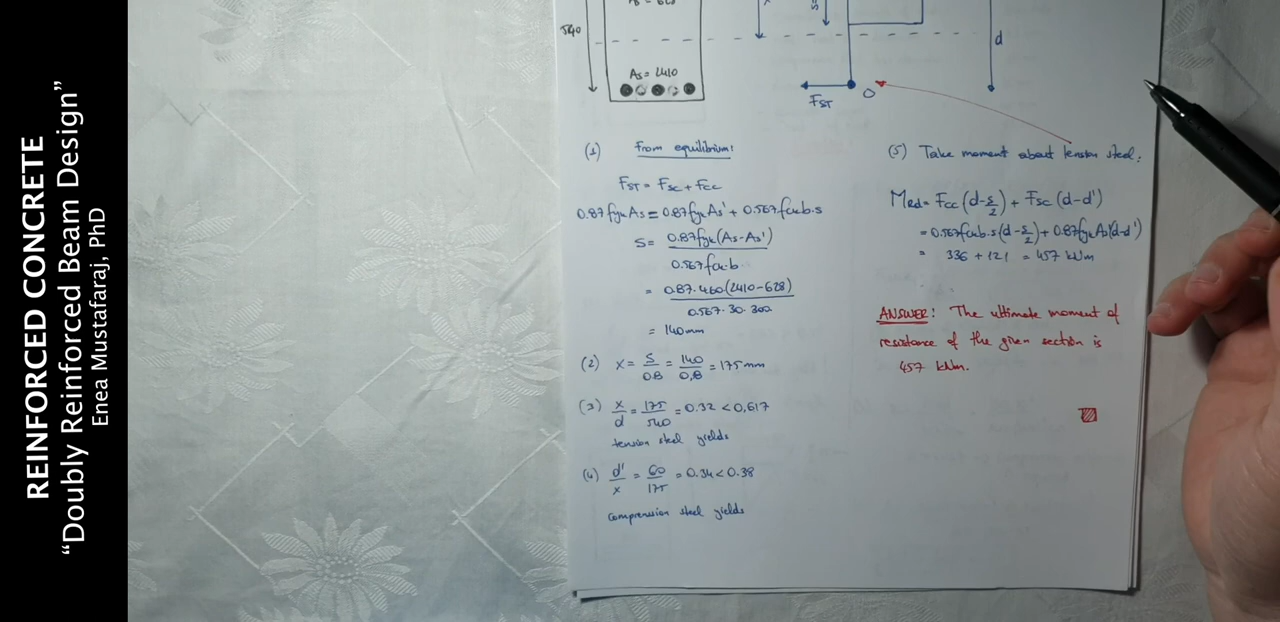 REINFORCED CONCRETE
“Doubly Reinforced Beam Design”
Enea Mustafaraj, PhD
540
As = 2410
d
FST
O
(1) From equilibrium:
FST = FSC + FCC
0.87 fyk As = 0.87 fyk As' + 0.567 fck b.s
S = 0.87 fyk (As - As')
0.567 fck b
= 0.87.460 (2410-628)
0.567.30.300
= 140mm
(2) x = S/0.8 = 140/0,8 = 175 mm
(3) x/d = 175/540 = 0.32 < 0,617
tension steel yields
(4) d'/x = 60/175 = 0.34 < 0.38
compression steel yields
(5) Take moment about tension steel:
Med = FCC (d - s/2) + FSC (d - d')
= 0.567 fck b.s (d - s/2) + 0.87 fyk As' (d - d')
= 336 + 121 = 457 kNm
ANSWER: The ultimate moment of
resistance of the given section is
457 kNm.